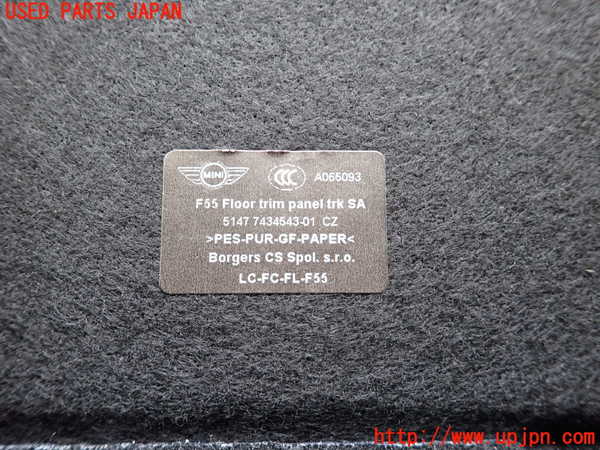 USED PARTS JAPAN
MINI CCC A065093
F55 Floor trim panel trk SA
5147 7434543-01 CZ
>PES-PUR-GF-PAPER<
Borgers CS Spol. s.r.o.
LC-FC-FL-F55
http://www.upjpn.com/